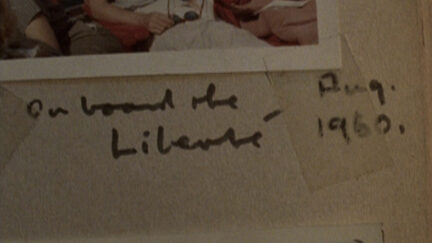 On board the
Liberté
Aug.
1960.